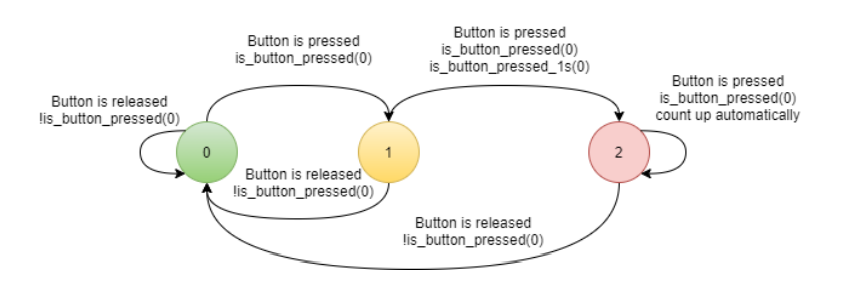 Button is pressed
is_button_pressed(0)
Button is pressed
is_button_pressed(0)
is_button_pressed_1s(0)
Button is pressed
is_button_pressed(0)
count up automatically
Button is released
!is_button_pressed(0)
0
1
2
Button is released
!is_button_pressed(0)
Button is released
!is_button_pressed(0)